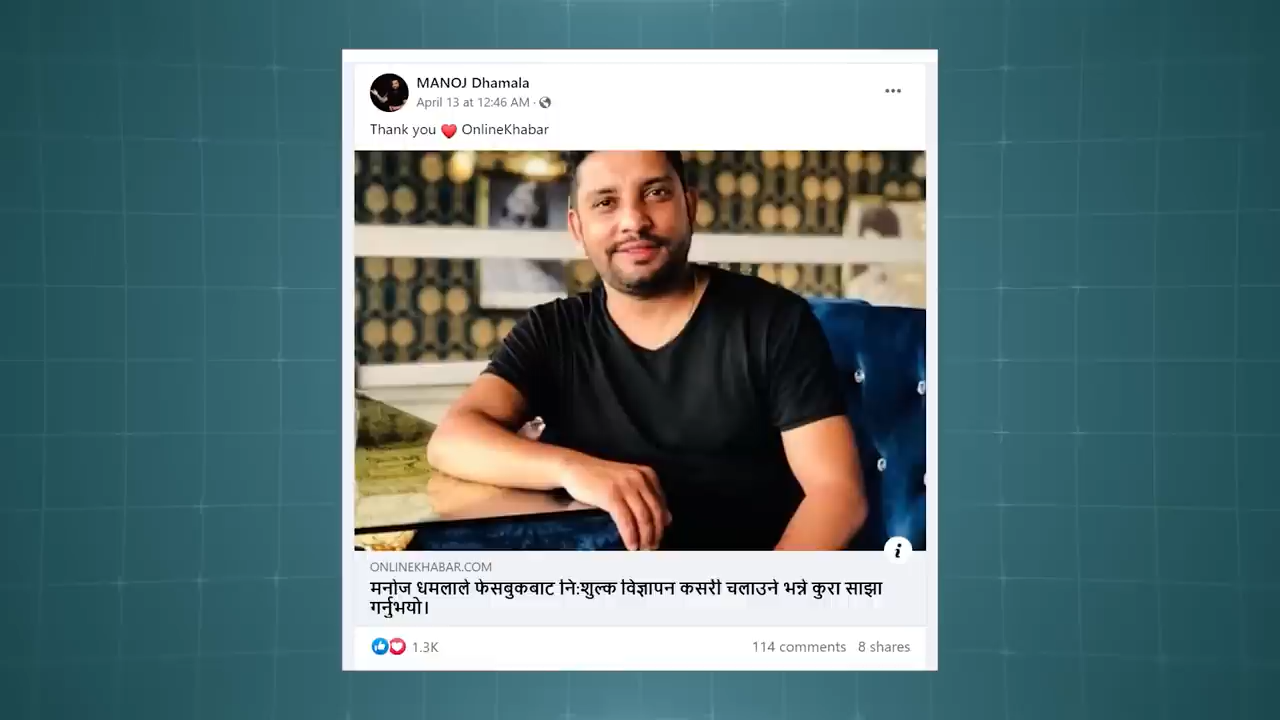 MANOJ Dhamala
April 13 at 12:46 AM ·
Thank you ❤️ OnlineKhabar
ONLINEKHABAR.COM
मनोज धमलाले फेसबुकबाट नि:शुल्क विज्ञापन कसरी चलाउने भन्ने कुरा साझा
गर्नुभयो।
1.3K 114 comments 8 shares